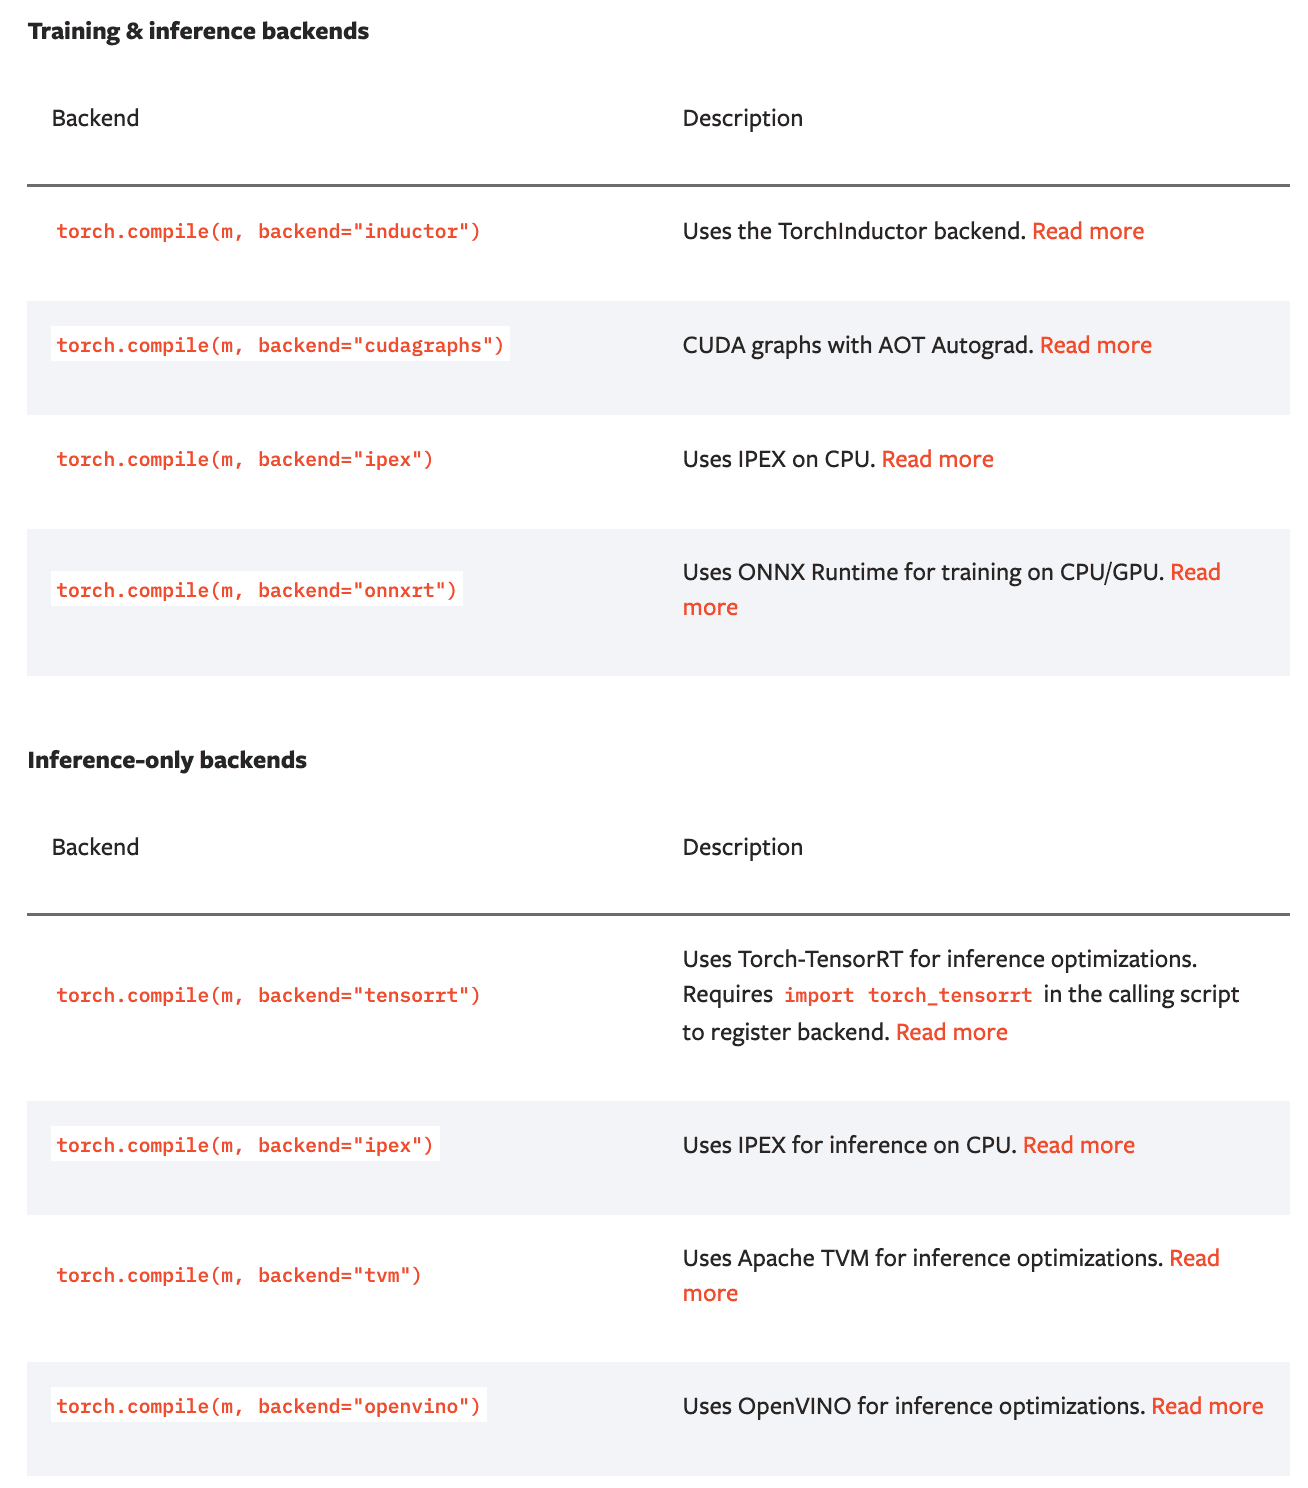 Training & inference backends
Backend
Description
torch.compile(m, backend="inductor")
Uses the TorchInductor backend. Read more
torch.compile(m, backend="cudagraphs")
CUDA graphs with AOT Autograd. Read more
torch.compile(m, backend="ipex")
Uses IPEX on CPU. Read more
torch.compile(m, backend="onnxrt")
Uses ONNX Runtime for training on CPU/GPU. Read
more
Inference-only backends
Backend
Description
torch.compile(m, backend="tensorrt")
Uses Torch-TensorRT for inference optimizations.
Requires import torch_tensorrt in the calling script
to register backend. Read more
torch.compile(m, backend="ipex")
Uses IPEX for inference on CPU. Read more
torch.compile(m, backend="tvm")
Uses Apache TVM for inference optimizations. Read
more
torch.compile(m, backend="openvino")
Uses OpenVINO for inference optimizations. Read more